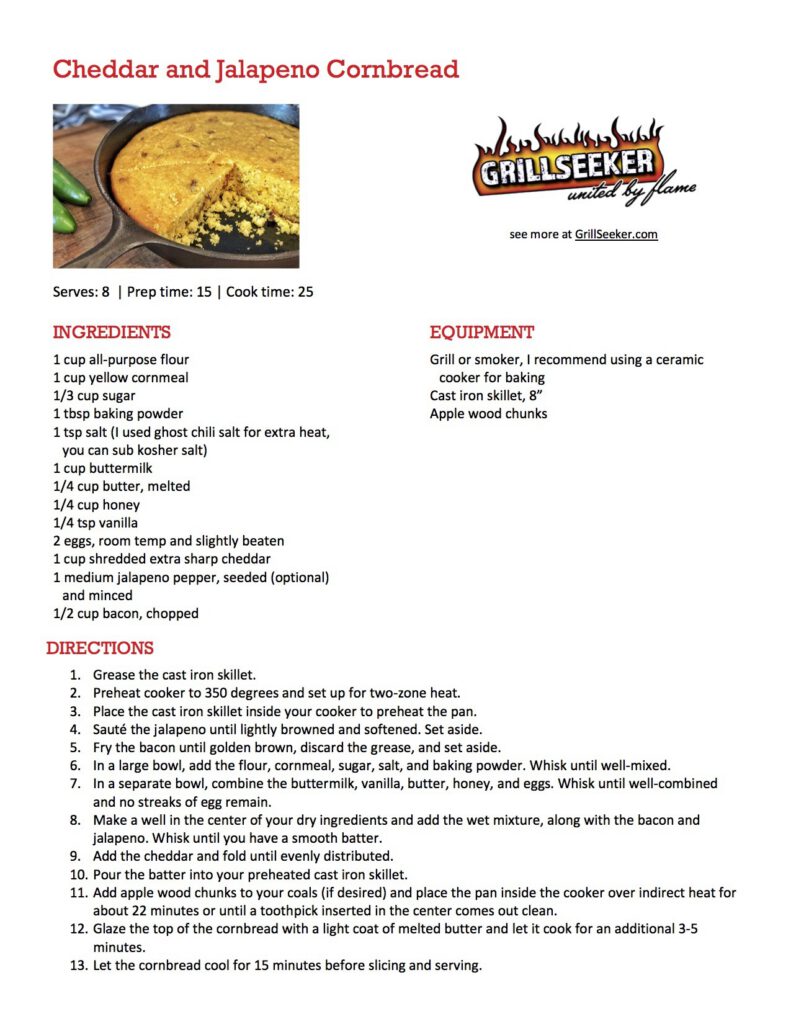 Cheddar and Jalapeno Cornbread
GRILLSEEKER
united by flame
see more at GrillSeeker.com
Serves: 8 | Prep time: 15 | Cook time: 25
INGREDIENTS
1 cup all-purpose flour
1 cup yellow cornmeal
1/3 cup sugar
1 tbsp baking powder
1 tsp salt (I used ghost chili salt for extra heat,
you can sub kosher salt)
1 cup buttermilk
1/4 cup butter, melted
1/4 cup honey
1/4 tsp vanilla
2 eggs, room temp and slightly beaten
1 cup shredded extra sharp cheddar
1 medium jalapeno pepper, seeded (optional)
and minced
1/2 cup bacon, chopped
EQUIPMENT
Grill or smoker, I recommend using a ceramic
cooker for baking
Cast iron skillet, 8”
Apple wood chunks
DIRECTIONS
1. Grease the cast iron skillet.
2. Preheat cooker to 350 degrees and set up for two-zone heat.
3. Place the cast iron skillet inside your cooker to preheat the pan.
4. Sauté the jalapeno until lightly browned and softened. Set aside.
5. Fry the bacon until golden brown, discard the grease, and set aside.
6. In a large bowl, add the flour, cornmeal, sugar, salt, and baking powder. Whisk until well-mixed.
7. In a separate bowl, combine the buttermilk, vanilla, butter, honey, and eggs. Whisk until well-combined
and no streaks of egg remain.
8. Make a well in the center of your dry ingredients and add the wet mixture, along with the bacon and
jalapeno. Whisk until you have a smooth batter.
9. Add the cheddar and fold until evenly distributed.
10. Pour the batter into your preheated cast iron skillet.
11. Add apple wood chunks to your coals (if desired) and place the pan inside the cooker over indirect heat for
about 22 minutes or until a toothpick inserted in the center comes out clean.
12. Glaze the top of the cornbread with a light coat of melted butter and let it cook for an additional 3-5
minutes.
13. Let the cornbread cool for 15 minutes before slicing and serving.